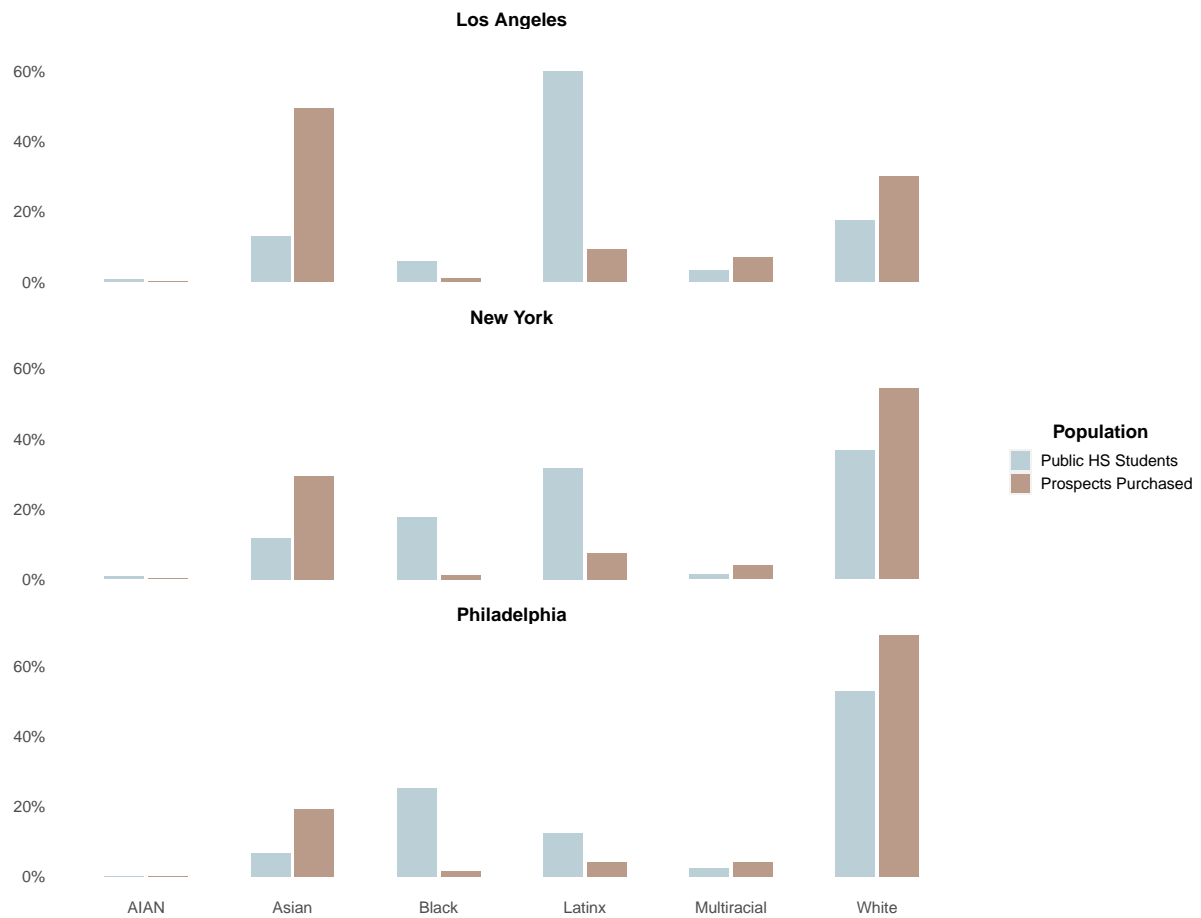 Los Angeles
60%
40%
20%
0%
New York
60%
40%
20%
0%
Philadelphia
60%
40%
20%
0%
AIAN Asian Black Latinx Multiracial White
Population
Public HS Students
Prospects Purchased